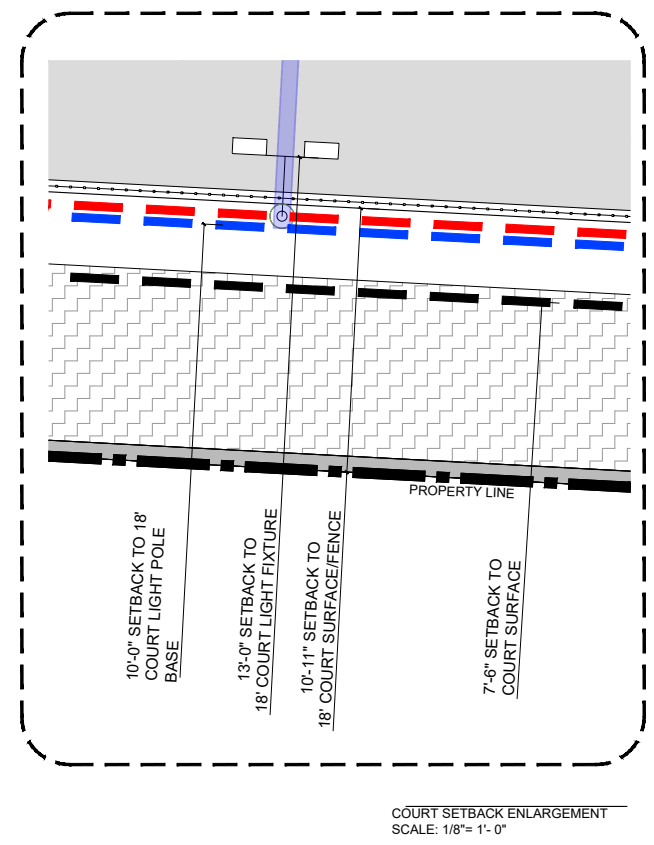 PROPERTY LINE
10'-0" SETBACK TO 18'
COURT LIGHT POLE
BASE
13'-0" SETBACK TO
18' COURT LIGHT FIXTURE
10'-11" SETBACK TO
18' COURT SURFACE/FENCE
7'-6" SETBACK TO
COURT SURFACE
COURT SETBACK ENLARGEMENT
SCALE: 1/8"= 1'- 0"